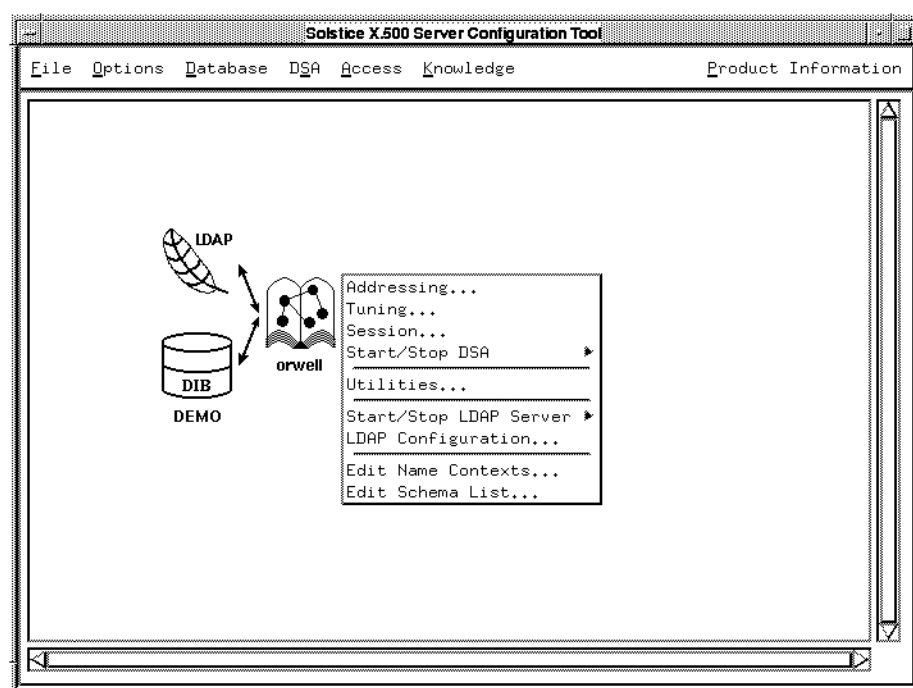 Solstice X.500 Server Configuration Tool
File Options Database DSA Access Knowledge Product Information
LDAP
DIB
DEMO
orwell
Addressing...
Tuning...
Session...
Start/Stop DSA
Utilities...
Start/Stop LDAP Server
LDAP Configuration...
Edit Name Contexts...
Edit Schema List...